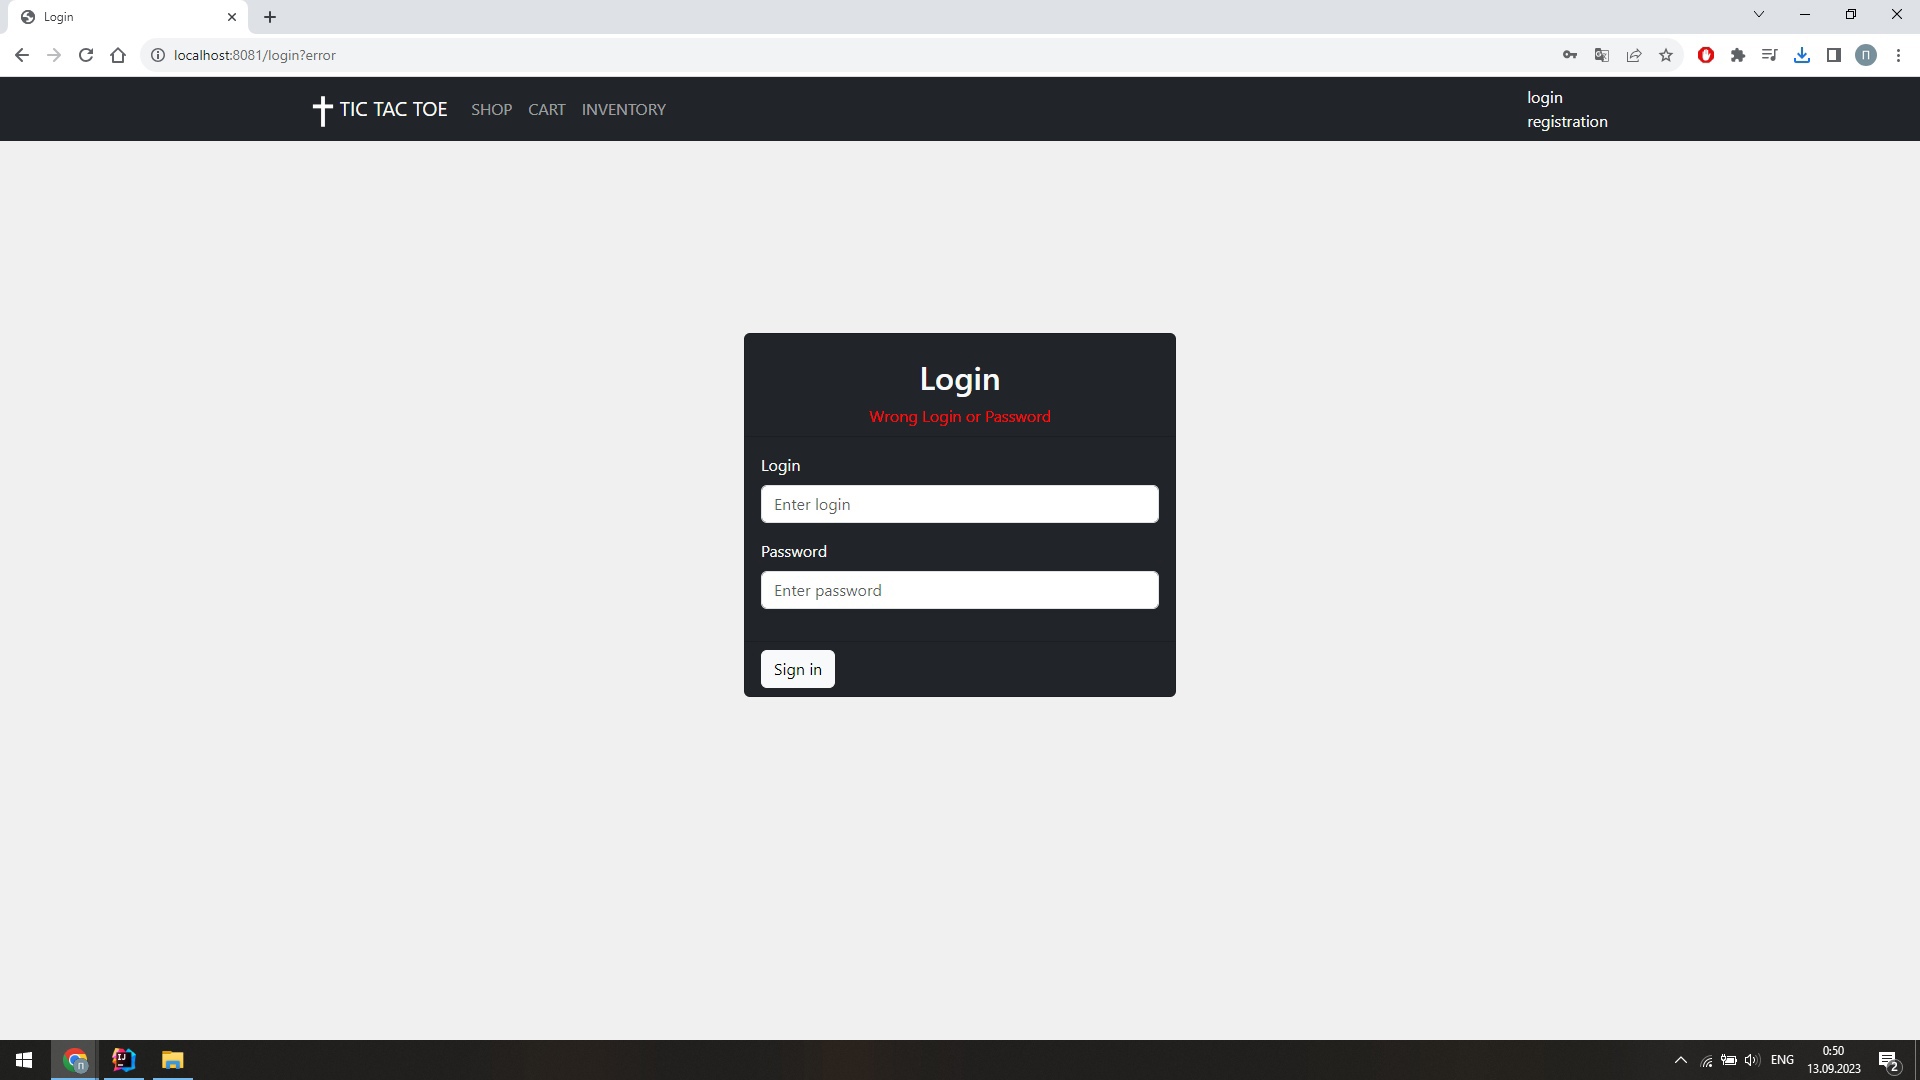 Login
localhost:8081/login?error
TIC TAC TOE SHOP CART INVENTORY
login
registration
Login
Wrong Login or Password
Login
Enter login
Password
Enter password
Sign in
ENG
0:50
13.09.2023
2